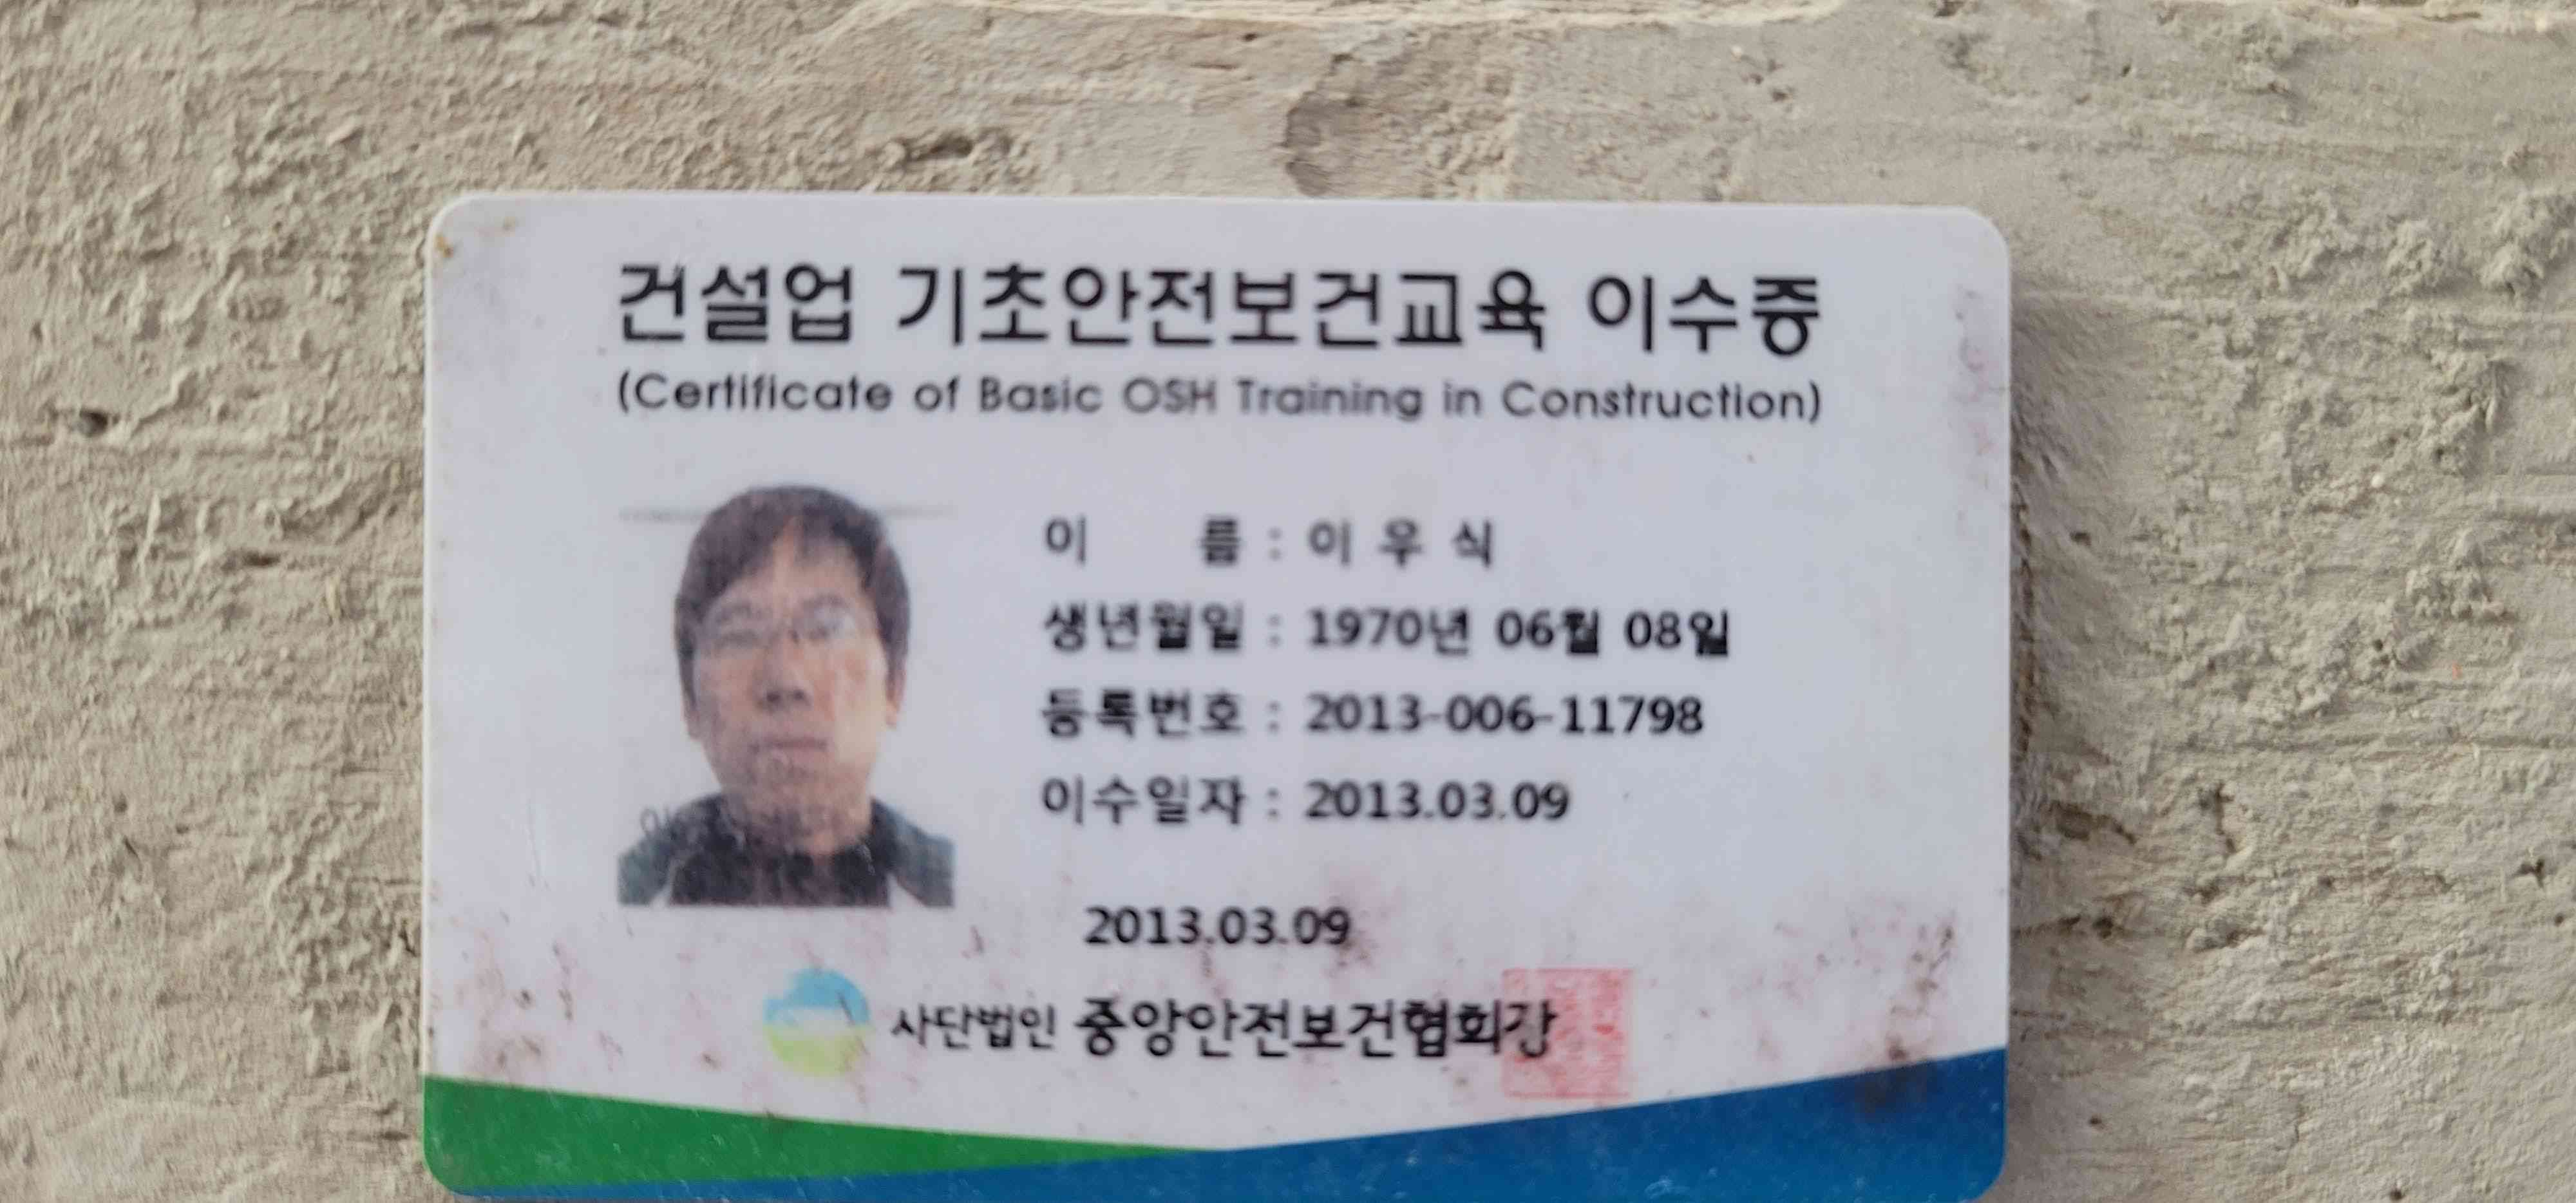 건설업 기초안전보건교육 이수증
(Certificate of Basic OSH Training in Construction)
이 름 : 이 우 식
생년월일 : 1970년 06월 08일
등록번호 : 2013-006-11798
이수일자 : 2013.03.09
2013.03.09
사단법인 중앙안전보건협회장